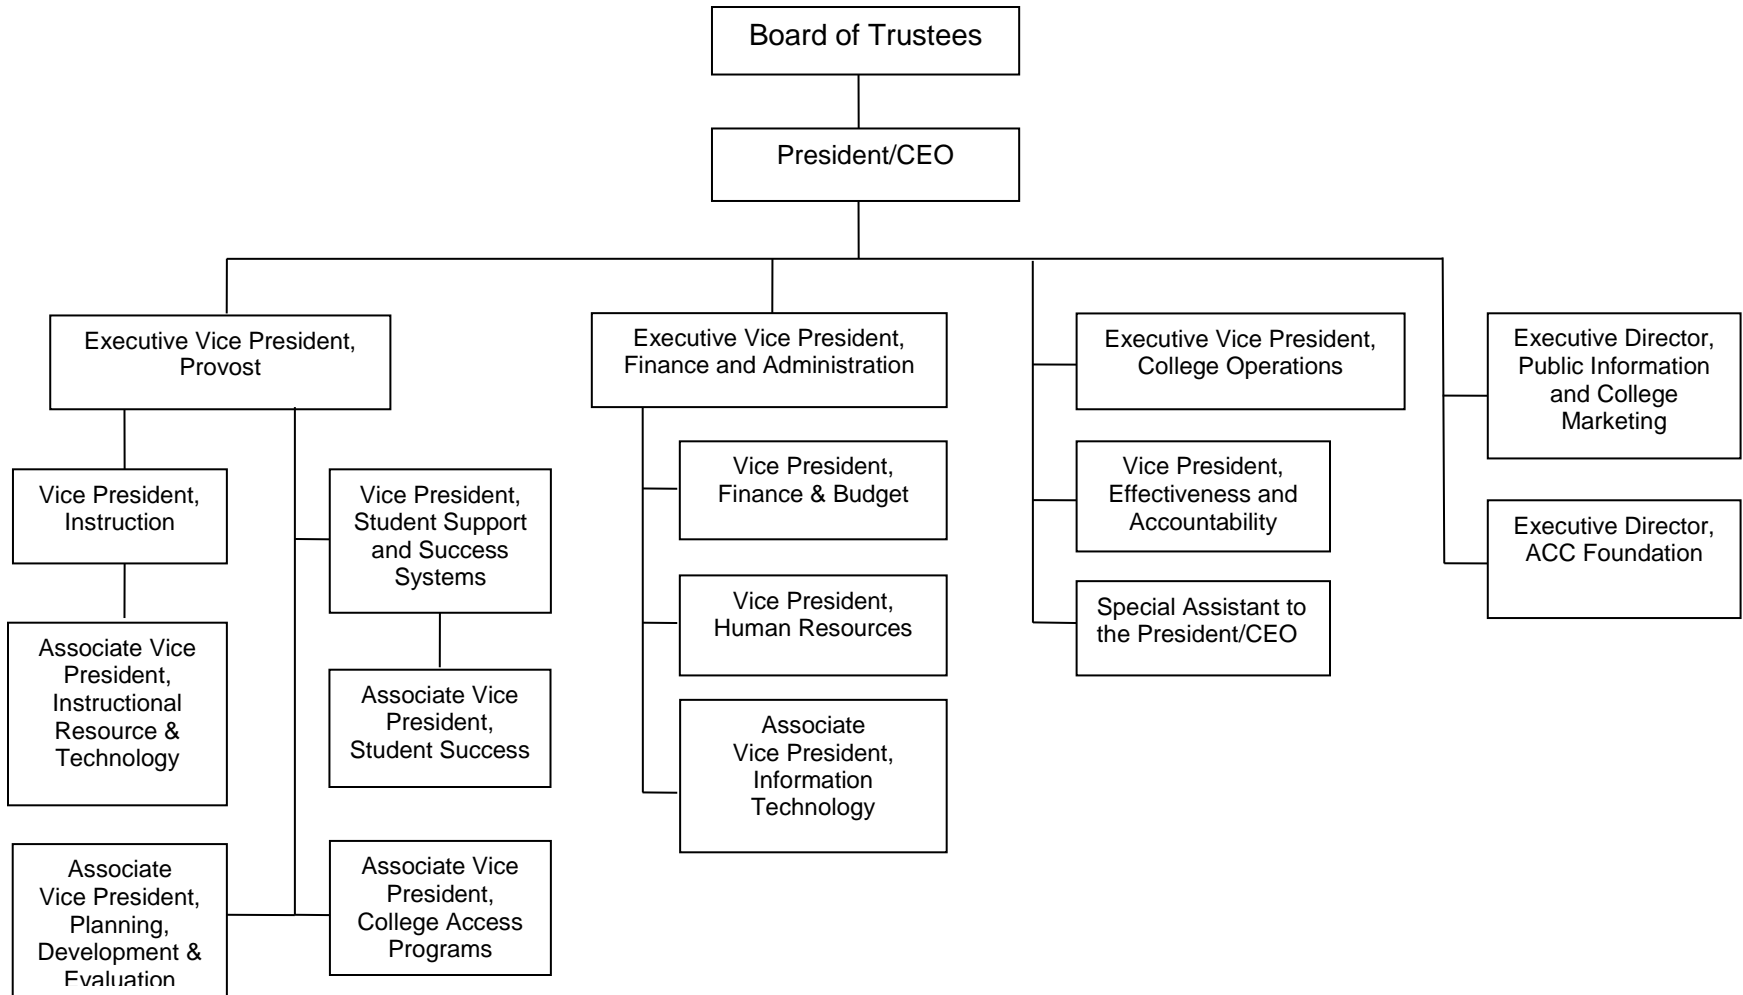 Board of Trustees
President/CEO
Executive Vice President,
Provost
Executive Vice President,
Finance and Administration
Executive Vice President,
College Operations
Executive Director,
Public Information
and College
Marketing
Vice President,
Instruction
Vice President,
Student Support
and Success
Systems
Vice President,
Finance & Budget
Vice President,
Effectiveness and
Accountability
Executive Director,
ACC Foundation
Associate Vice
President,
Instructional
Resource &
Technology
Associate Vice
President,
Student Success
Vice President,
Human Resources
Special Assistant to
the President/CEO
Associate
Vice President,
Information
Technology
Associate
Vice President,
Planning,
Development &
Evaluation
Associate Vice
President,
College Access
Programs